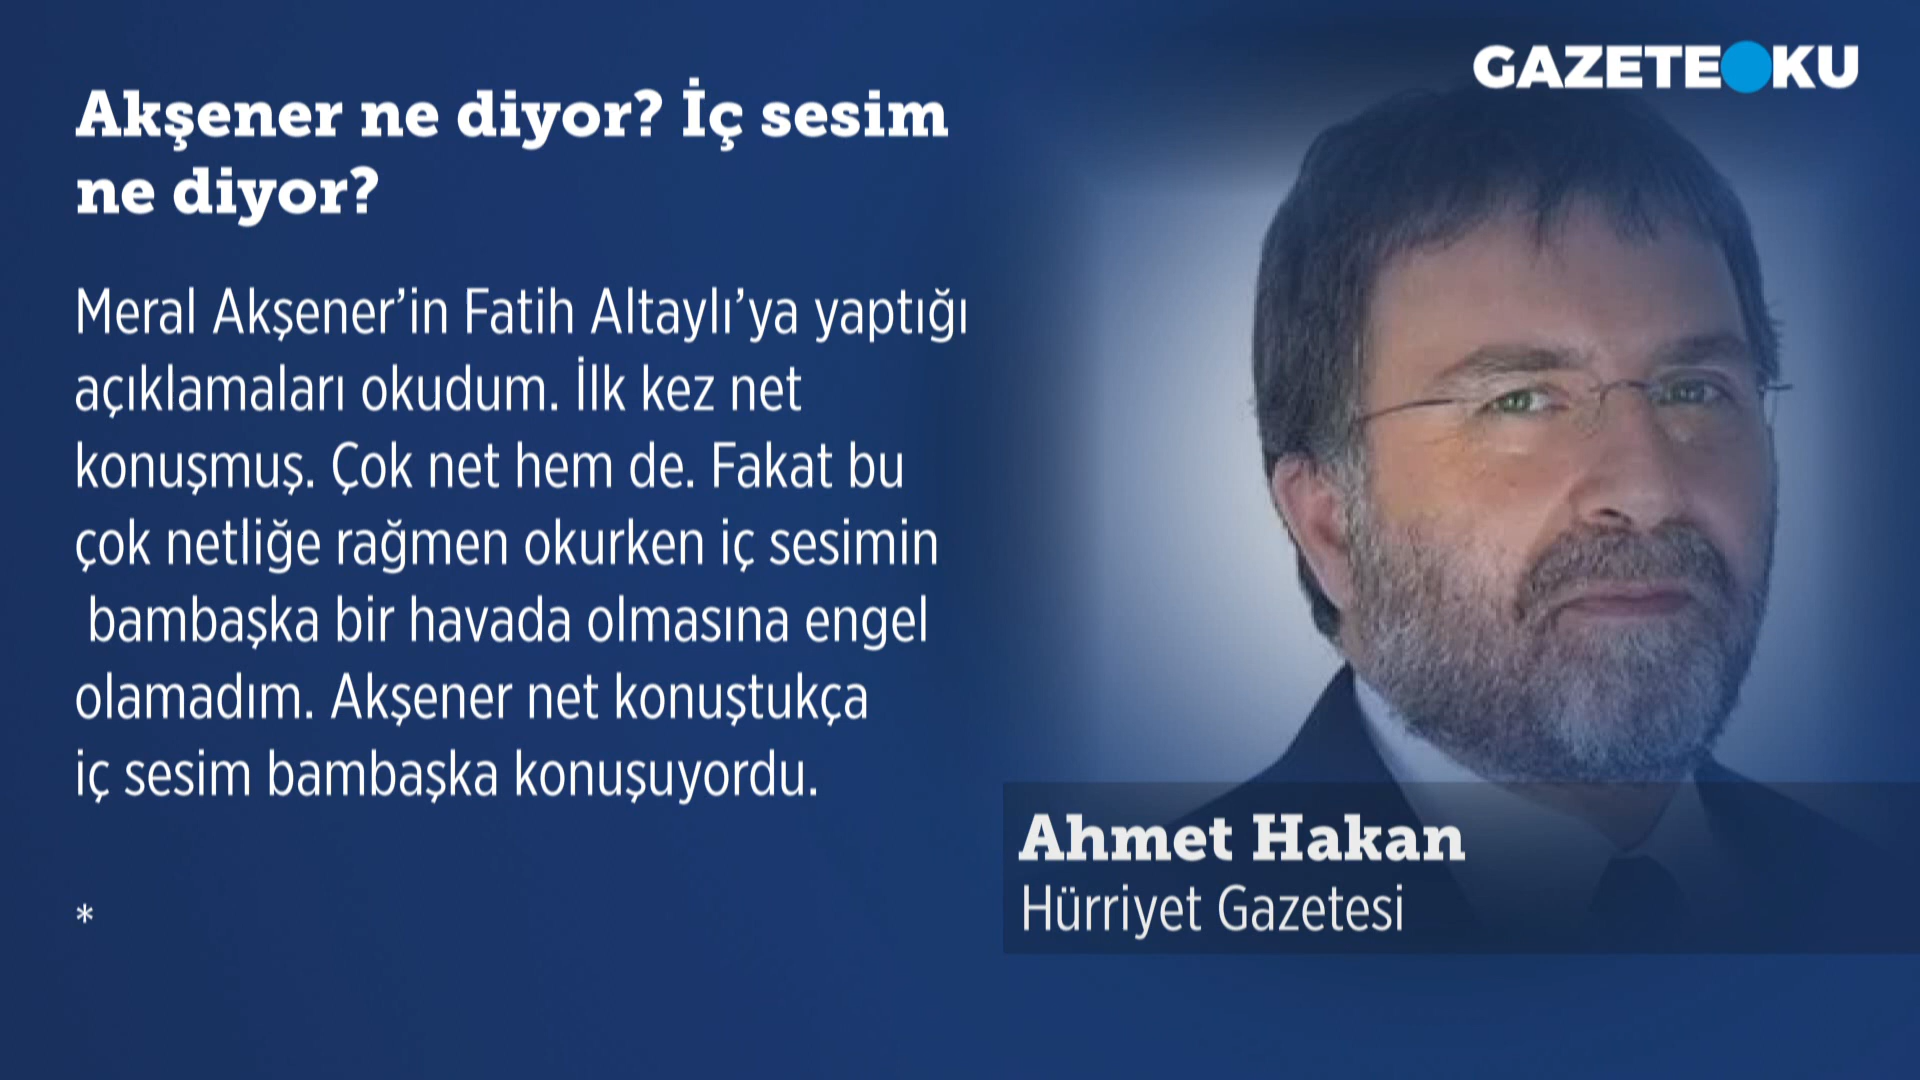 GAZETE OKU
Akşener ne diyor? İç sesim
ne diyor?
Meral Akşener’in Fatih Altaylı’ya yaptığı
açıklamaları okudum. İlk kez net
konuşmuş. Çok net hem de. Fakat bu
çok netliğe rağmen okurken iç sesimin
bambaşka bir havada olmasına engel
olamadım. Akşener net konuştukça
iç sesim bambaşka konuşuyordu.
*
Ahmet Hakan
Hürriyet Gazetesi